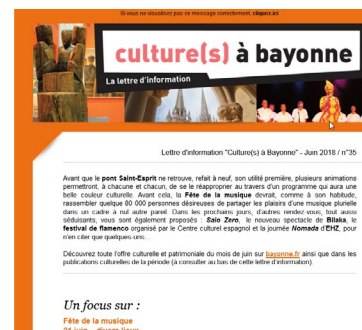 Si vous ne visualisez pas ce message correctement, cliquez-ici
culture(s) à bayonne
La lettre d'information
Lettre d'information "Culture(s) à Bayonne" - Juin 2018 / n°35
Avant que le pont Saint-Esprit ne retrouve, refait à neuf, son utilité première, plusieurs animations
permettront, à chacune et chacun, de se le réapproprier au travers d'un programme qui aura une
belle couleur culturelle. Avant cela, la Fête de la musique devrait, comme à son habitude,
rassembler quelque 80 000 personnes désireuses de partager les plaisirs d'une musique plurielle
dans un cadre à nul autre pareil. Dans les prochains jours, d'autres rendez-vous, tout aussi
séduisants, vous sont également proposés : Saio Zero, le nouveau spectacle de Bilaka, le
festival de flamenco organisé par le Centre culturel espagnol et la journée Nomada d'EHZ, pour
n'en citer que quelques-uns...
Découvrez toute l'offre culturelle et patrimoniale du mois de juin sur bayonne.fr ainsi que dans les
publications culturelles de la période (à consulter au bas de cette lettre d'information).
Un focus sur :
Fête de la musique
21 juin - divers lieux